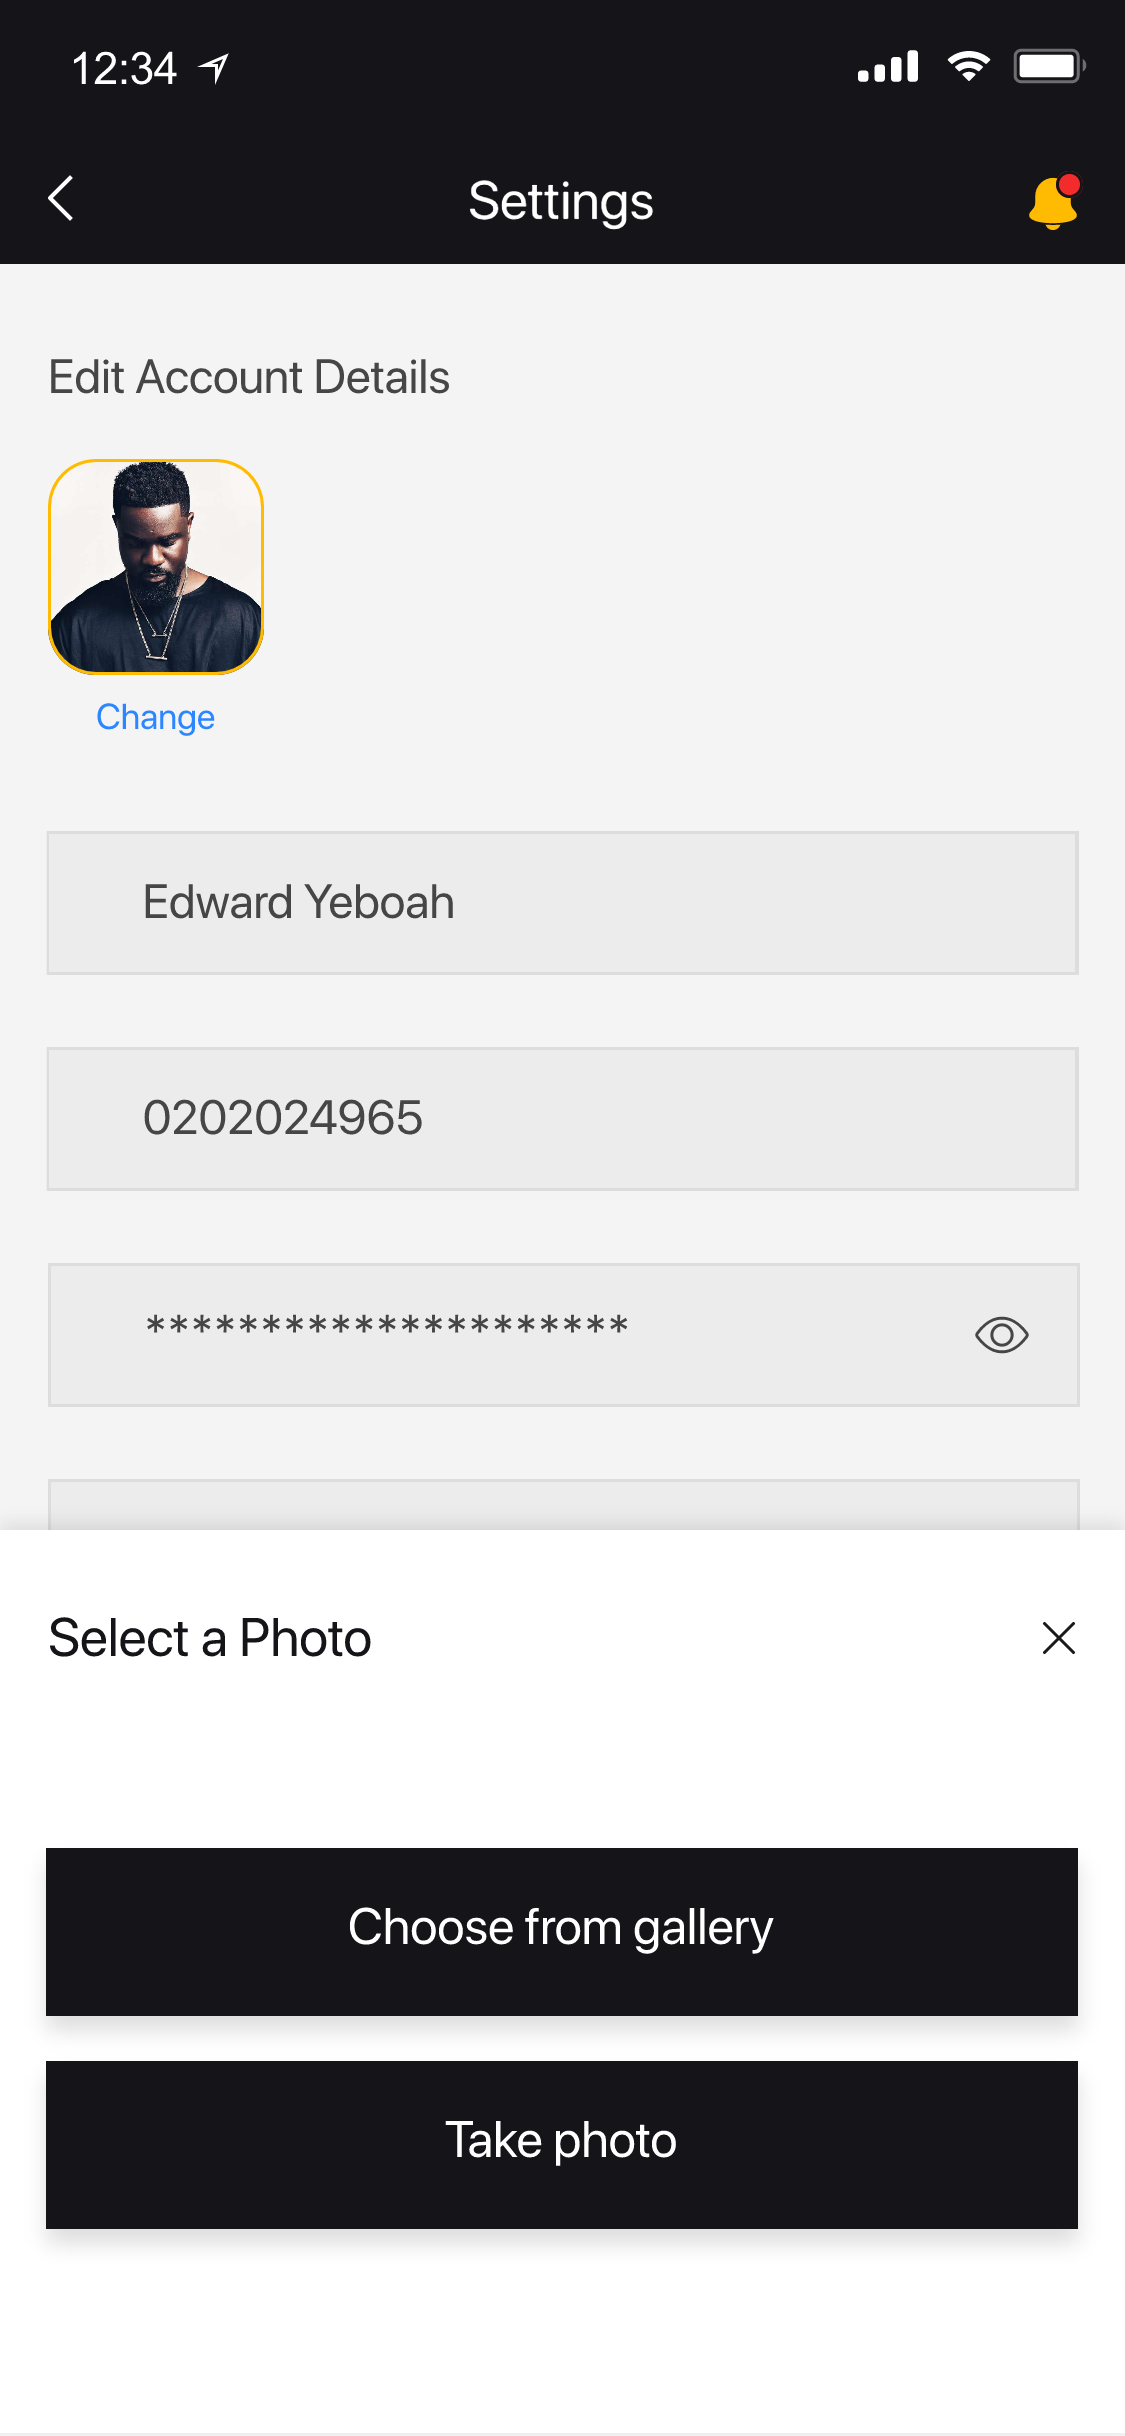 12:34
Settings
Edit Account Details
Change
Edward Yeboah
0202024965
*********************
Select a Photo
Choose from gallery
Take photo